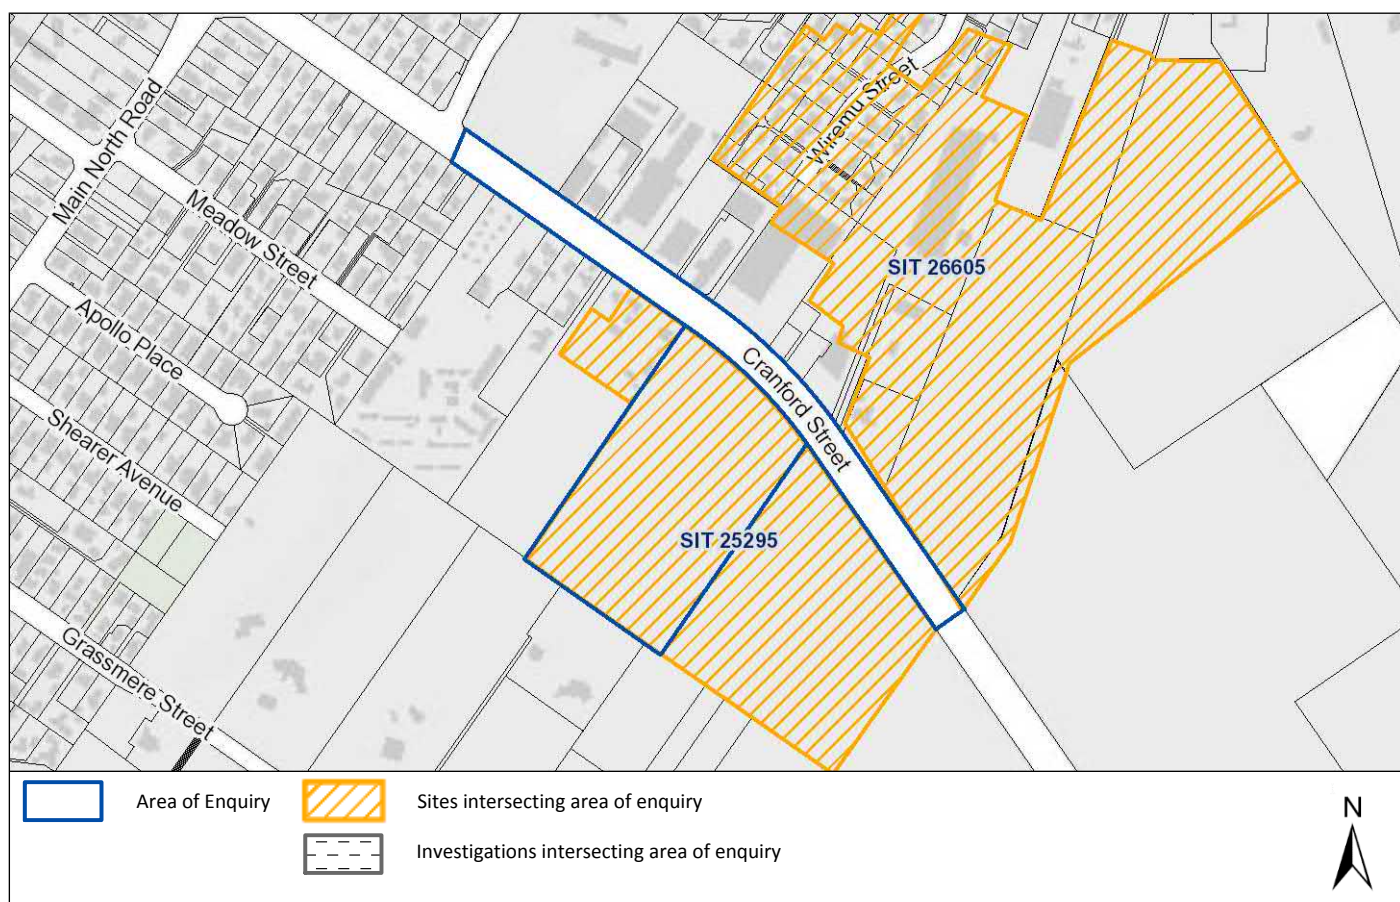 Main North Road
Wiremu Street
Meadow Street
SIT 26605
Apollo Place
Cranford Street
Shearer Avenue
SIT 25295
Grassmere Street
Area of Enquiry
Sites intersecting area of enquiry
Investigations intersecting area of enquiry
N